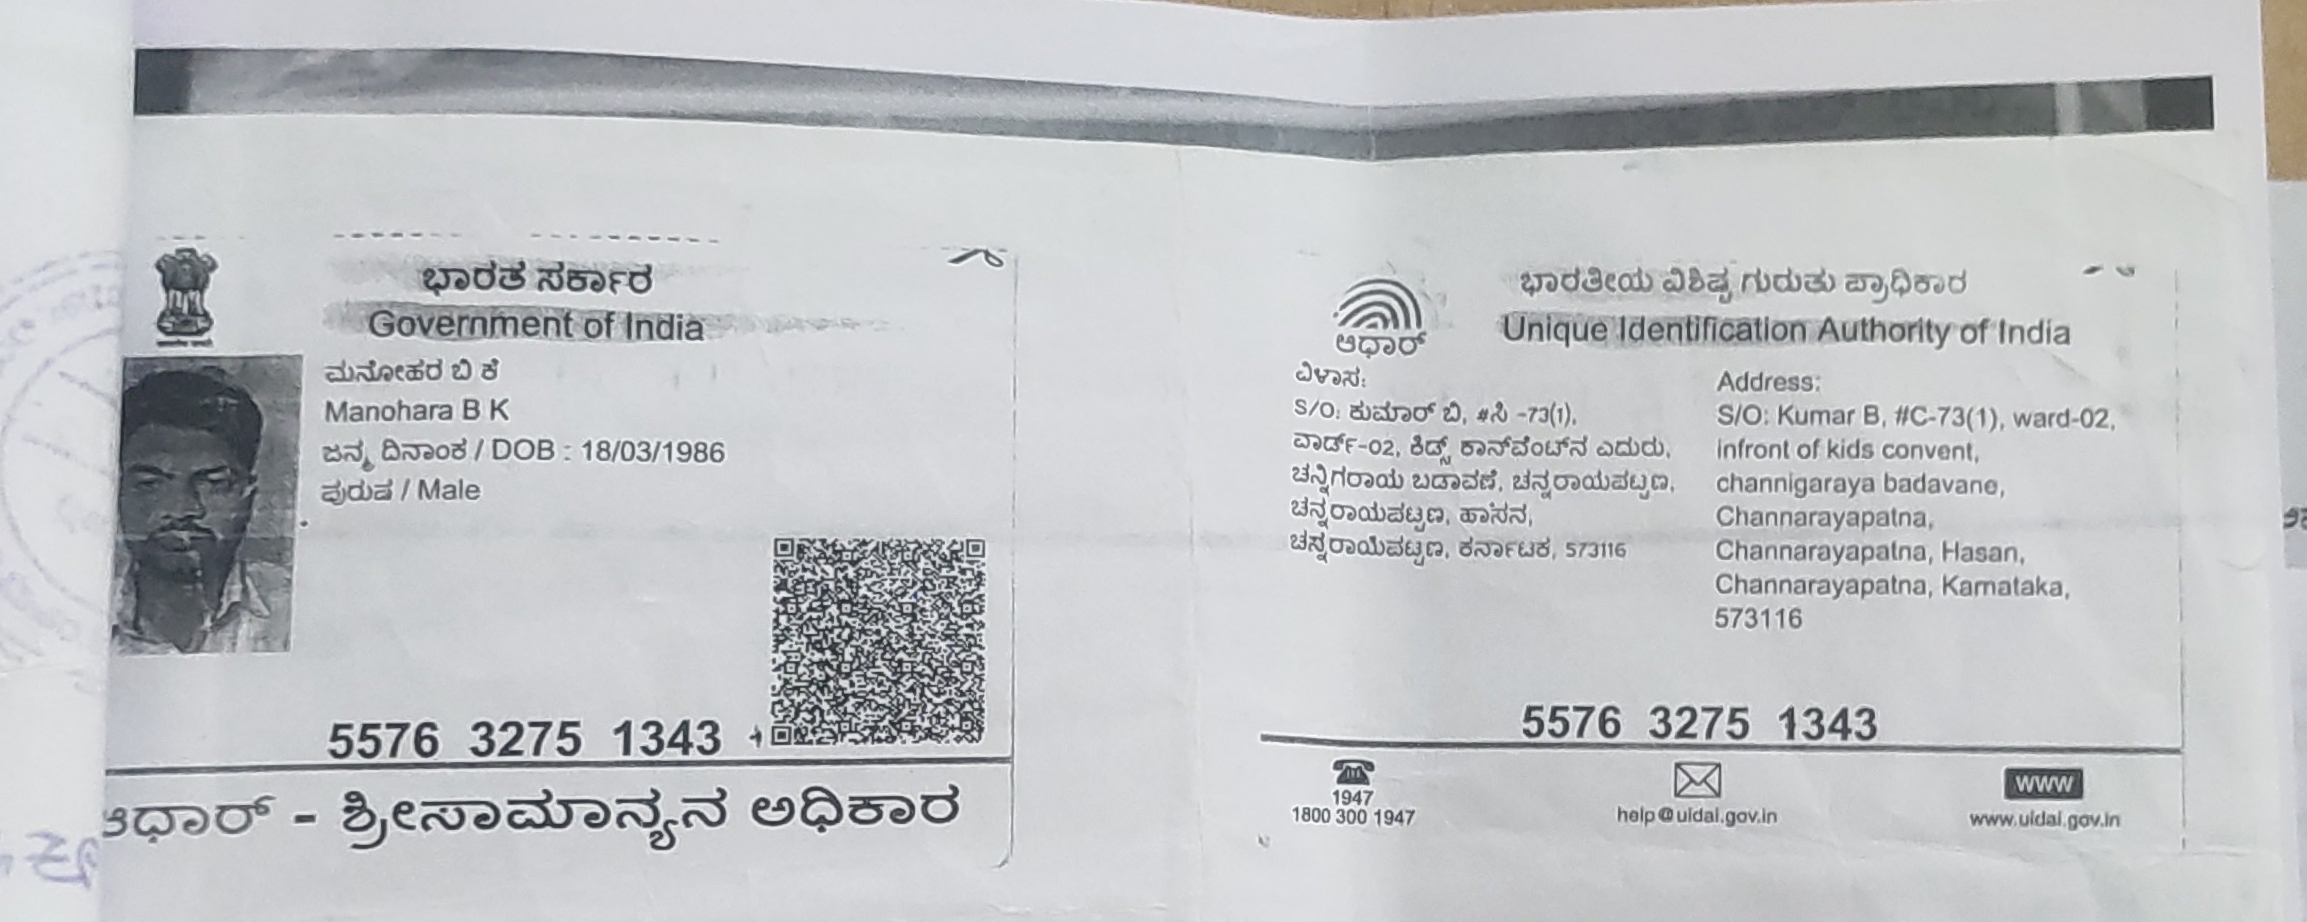 ಭಾರತ ಸರ್ಕಾರ
Government of India
ಮನೋಹರ ಬಿ ಕೆ
Manohara B K
ಜನ್ಮ ದಿನಾಂಕ / DOB : 18/03/1986
ಪುರುಷ / Male
5576 3275 1343
ಆಧಾರ್ - ಶ್ರೀಸಾಮಾನ್ಯನ ಅಧಿಕಾರ
ಭಾರತೀಯ ವಿಶಿಷ್ಟ ಗುರುತು ಪ್ರಾಧಿಕಾರ
Unique Identification Authority of India
ಆಧಾರ್
ವಿಳಾಸ:
S/O: ಕುಮಾರ್ ಬಿ, #ಸಿ -73(1),
ವಾರ್ಡ್-02, ಕಿಡ್ಸ್ ಕಾನ್ವೆಂಟ್‌ನ ಎದುರು,
ಚನ್ನಿಗರಾಯ ಬಡಾವಣೆ, ಚನ್ನರಾಯಪಟ್ಟಣ,
ಚನ್ನರಾಯಪಟ್ಟಣ, ಹಾಸನ,
ಚನ್ನರಾಯಪಟ್ಟಣ, ಕರ್ನಾಟಕ, 573116
Address:
S/O: Kumar B, #C-73(1), ward-02,
infront of kids convent,
channigaraya badavane,
Channarayapatna,
Channarayapatna, Hasan,
Channarayapatna, Karnataka,
573116
5576 3275 1343
1947
1800 300 1947
help@uidai.gov.in
www
www.uidai.gov.in